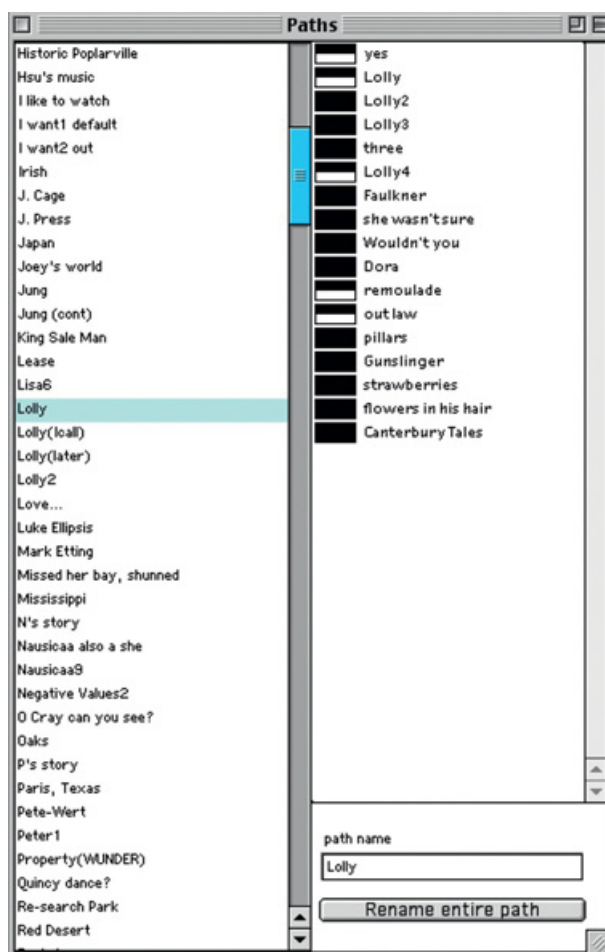 Paths
Historic Poplarville
Hsu's music
I like to watch
I want1 default
I want2 out
Irish
J. Cage
J. Press
Japan
Joey's world
Jung
Jung (cont)
King Sale Man
Lease
Lisa6
Lolly
Lolly(lcall)
Lolly(later)
Lolly2
Love...
Luke Ellipsis
Mark Etting
Missed her bay, shunned
Mississippi
N's story
Nausicaa also a she
Nausicaa9
Negative Values2
O Cray can you see?
Oaks
P's story
Paris, Texas
Pete-Wert
Peter1
Property(WUNDER)
Quincy dance?
Re-search Park
Red Desert
yes
Lolly
Lolly2
Lolly3
three
Lolly4
Faulkner
she wasn't sure
Wouldn't you
Dora
remoulade
outlaw
pillars
Gunslinger
strawberries
flowers in his hair
Canterbury Tales
path name
Lolly
Rename entire path